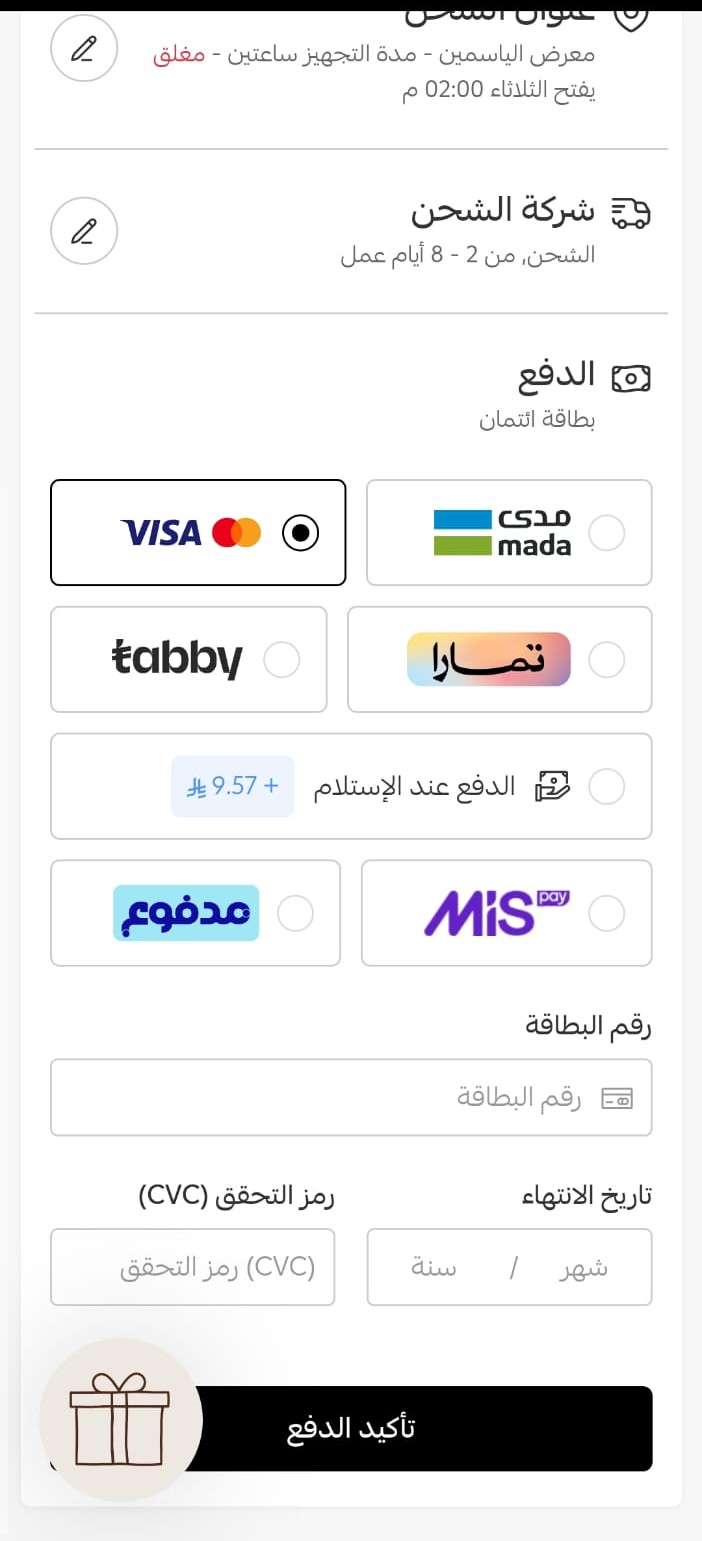 عنوان الشحن
معرض الياسمين - مدة التجهيز ساعتين - مغلق
يفتح الثلاثاء 02:00 م
شركة الشحن
الشحن, من 2 - 8 أيام عمل
الدفع
بطاقة ائتمان
مدى
mada
VISA
تمارا
tabby
الدفع عند الإستلام
+ 9.57
MiS pay
مدفوع
رقم البطاقة
رقم البطاقة
تاريخ الانتهاء
رمز التحقق (CVC)
شهر / سنة
رمز التحقق (CVC)
تأكيد الدفع